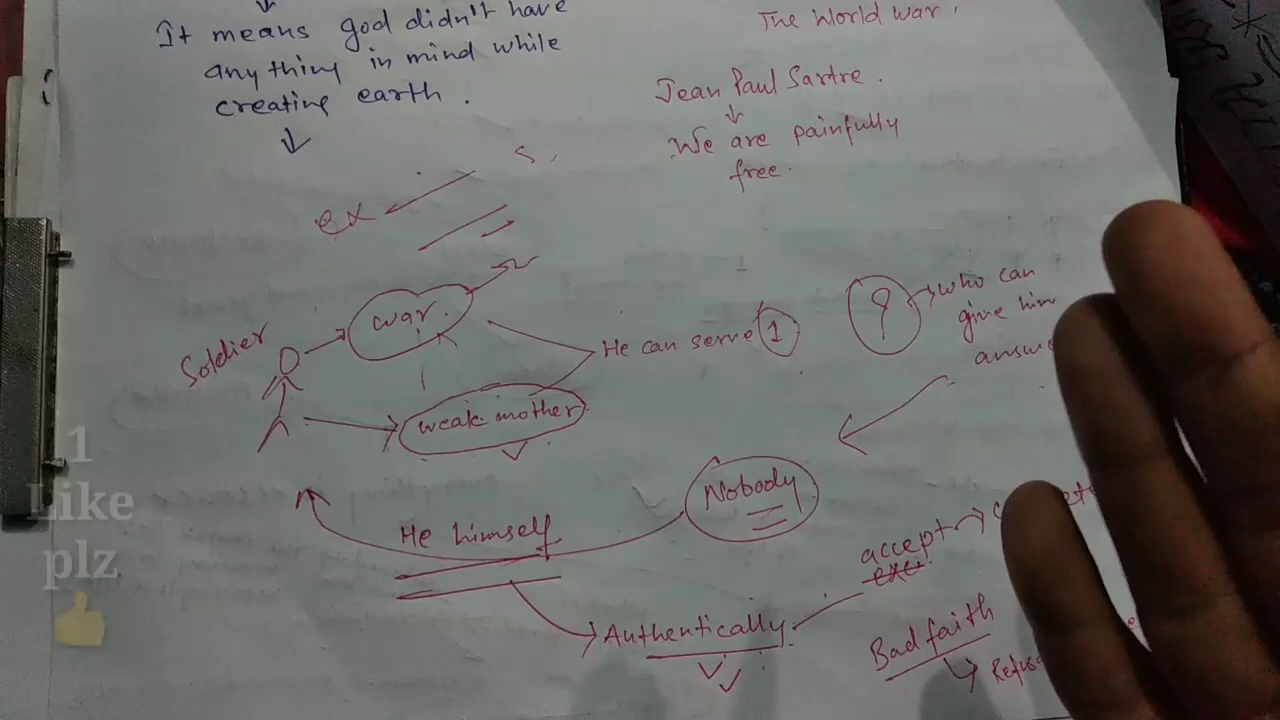 It means god didn't have
any thing in mind while
creating earth.
The World war.
Jean Paul Sartre.
We are painfully
free.
ex
S.
Soldier
war.
weak mother
He can serve 1
?
who can
give him
Nobody
He himself
Authentically
accept
Bad faith
1
Like
plz